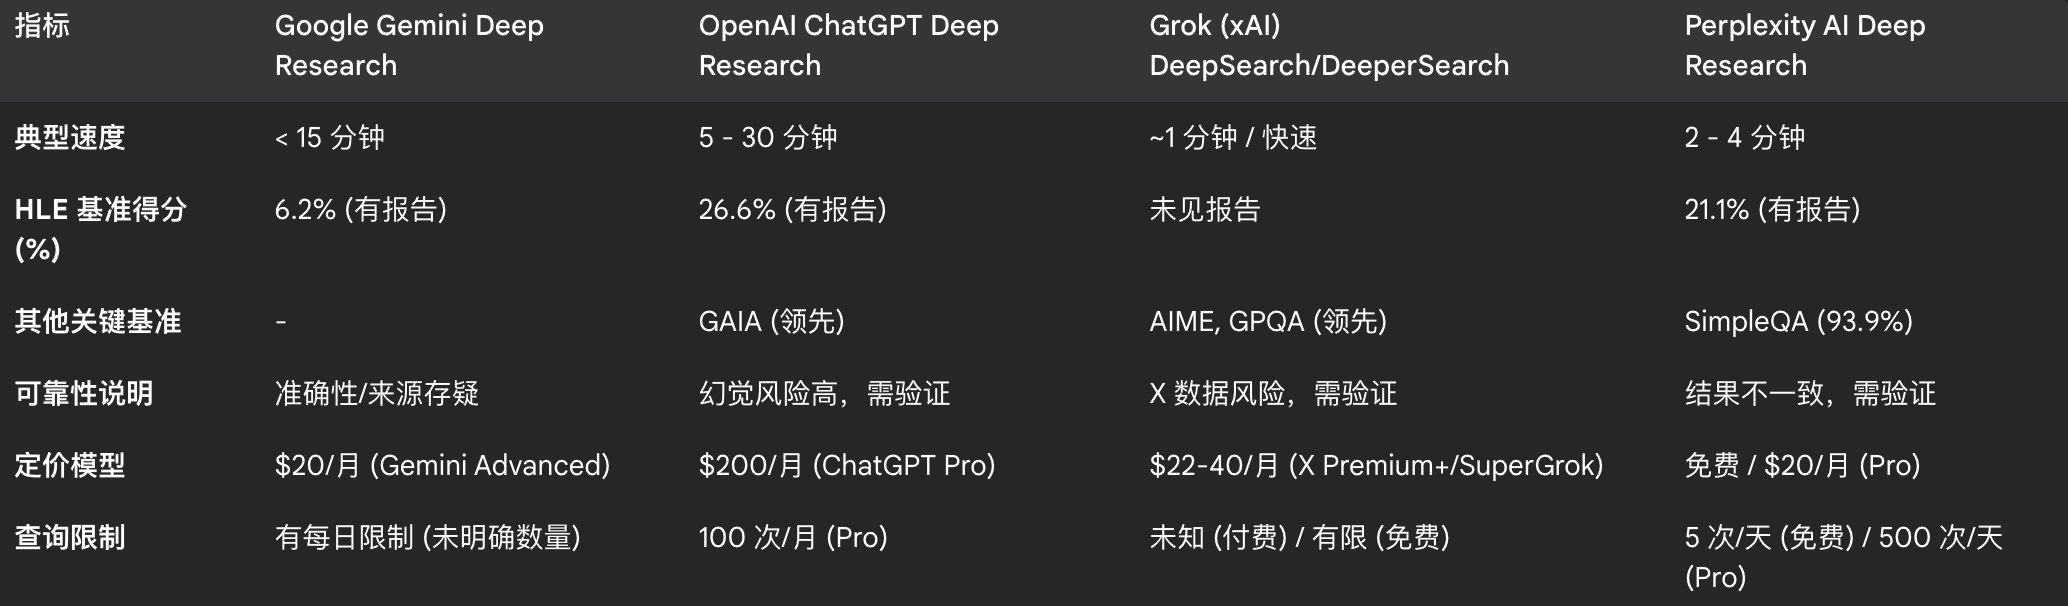 指标
Google Gemini Deep
Research
OpenAI ChatGPT Deep
Research
Grok (xAI)
DeepSearch/DeeperSearch
Perplexity AI Deep
Research
典型速度
< 15 分钟
5 - 30 分钟
~1 分钟 / 快速
2 - 4 分钟
HLE 基准得分
(%)
6.2% (有报告)
26.6% (有报告)
未见报告
21.1% (有报告)
其他关键基准
-
GAIA (领先)
AIME, GPQA (领先)
SimpleQA (93.9%)
可靠性说明
准确性/来源存疑
幻觉风险高，需验证
X 数据风险，需验证
结果不一致，需验证
定价模型
$20/月 (Gemini Advanced)
$200/月 (ChatGPT Pro)
$22-40/月 (X Premium+/SuperGrok)
免费 / $20/月 (Pro)
查询限制
有每日限制 (未明确数量)
100 次/月 (Pro)
未知 (付费) / 有限 (免费)
5 次/天 (免费) / 500 次/天
(Pro)